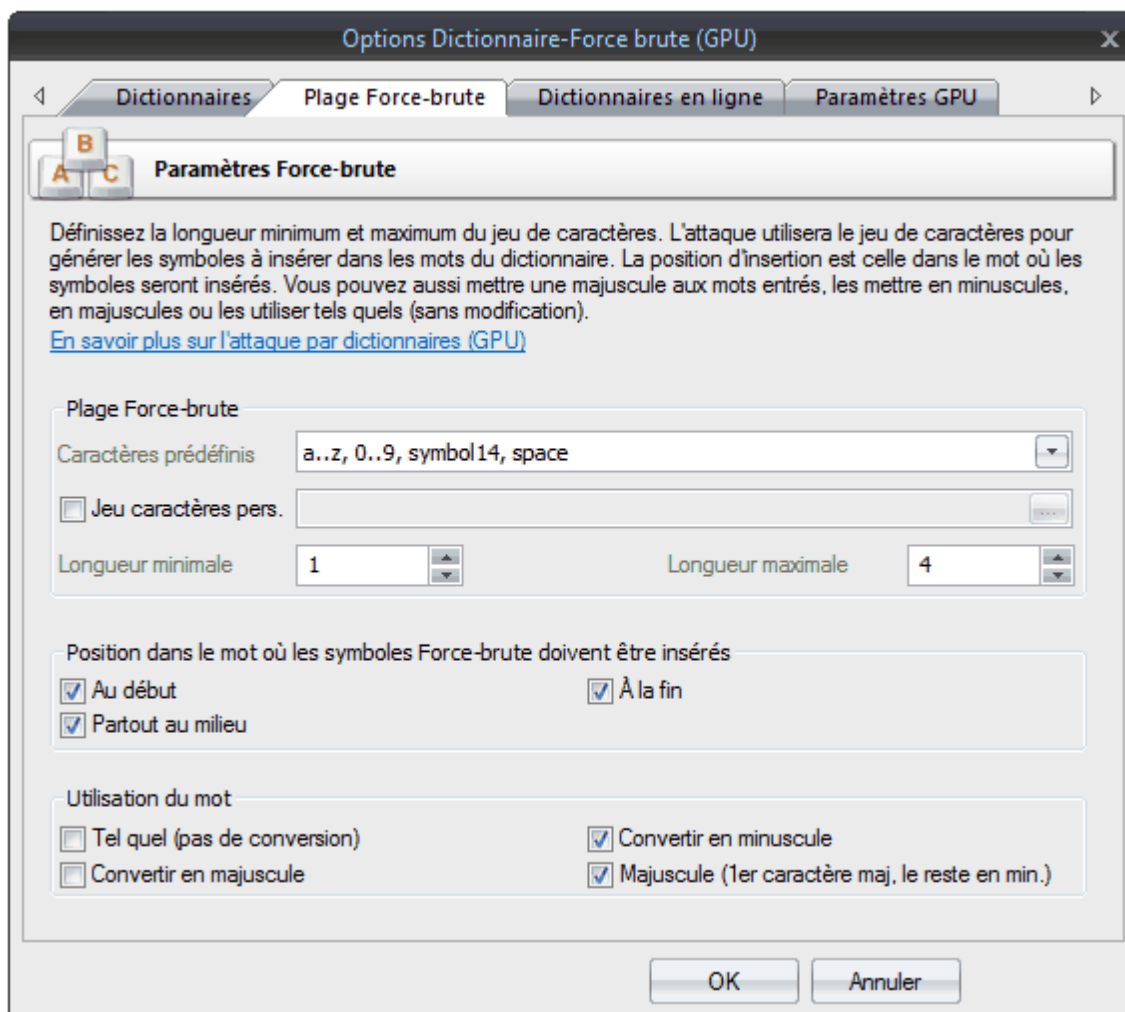 Options Dictionnaire-Force brute (GPU)
Dictionnaires
Plage Force-brute
Dictionnaires en ligne
Paramètres GPU
B
A C
Paramètres Force-brute
Définissez la longueur minimum et maximum du jeu de caractères. L'attaque utilisera le jeu de caractères pour
générer les symboles à insérer dans les mots du dictionnaire. La position d'insertion est celle dans le mot où les
symboles seront insérés. Vous pouvez aussi mettre une majuscule aux mots entrés, les mettre en minuscules,
en majuscules ou les utiliser tels quels (sans modification).
En savoir plus sur l'attaque par dictionnaires (GPU)
Plage Force-brute
Caractères prédéfinis a..z, 0..9, symbol14, space
Jeu caractères pers. ...
Longueur minimale 1 Longueur maximale 4
Position dans le mot où les symboles Force-brute doivent être insérés
Au début À la fin
Partout au milieu
Utilisation du mot
Tel quel (pas de conversion) Convertir en minuscule
Convertir en majuscule Majuscule (1er caractère maj, le reste en min.)
OK Annuler